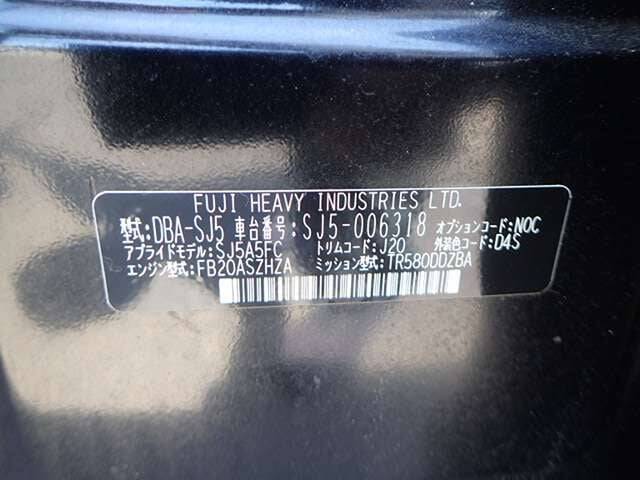 FUJI HEAVY INDUSTRIES LTD.
型式:DBA-SJ5 車台番号:SJ5-006318 オプションコード:NOC
アプライドモデル:SJ5A5FC トリムコード:J20 外装色コード:D4S
エンジン型式:FB20ASZHZA ミッション型式:TR580DDZBA